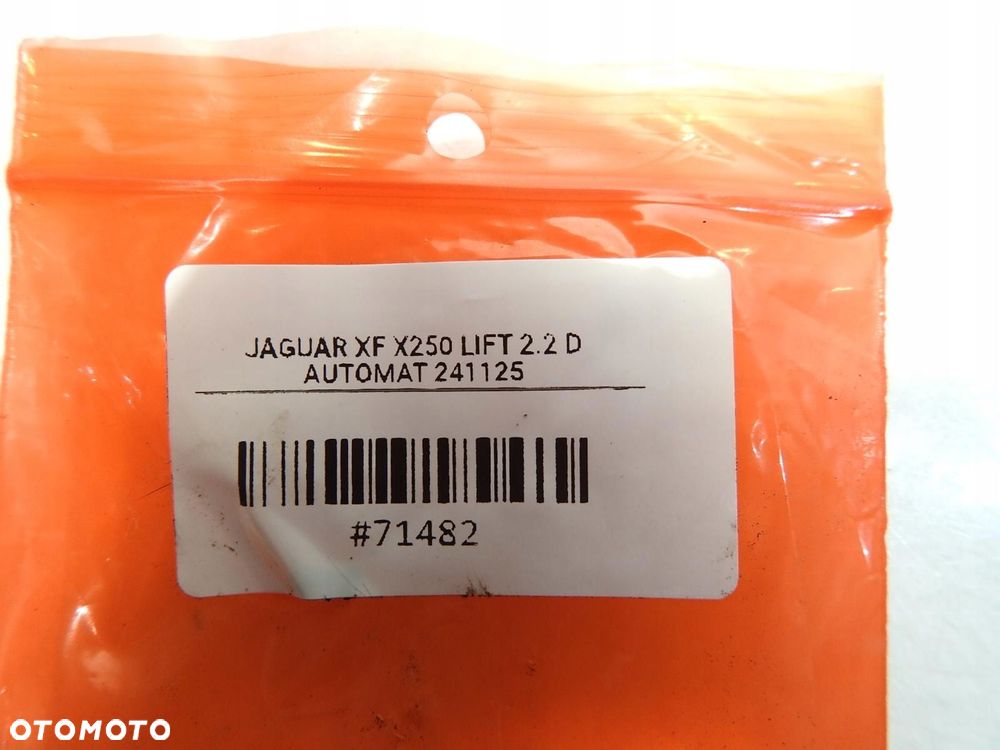 JAGUAR XF X250 LIFT 2.2 D
AUTOMAT 241125
#71482
OTOMOTO